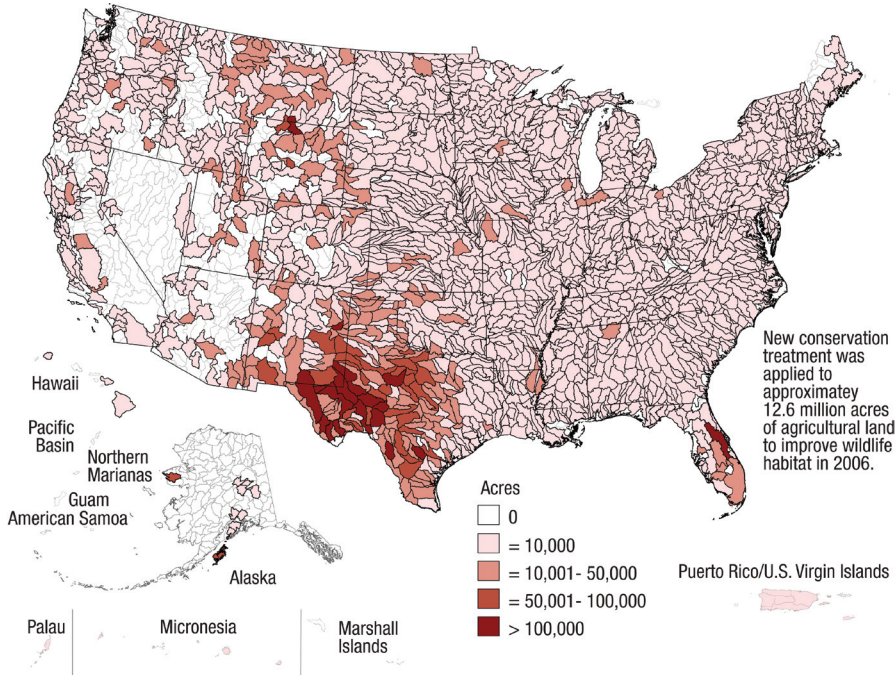 New conservation
treatment was
applied to
approximatey
12.6 million acres
of agricultural land
to improve wildlife
habitat in 2006.
Hawaii
Pacific
Basin
Northern
Marianas
Guam
American Samoa
Alaska
Acres
0
= 10,000
= 10,001- 50,000
= 50,001- 100,000
> 100,000
Puerto Rico/U.S. Virgin Islands
Palau
Micronesia
Marshall
Islands